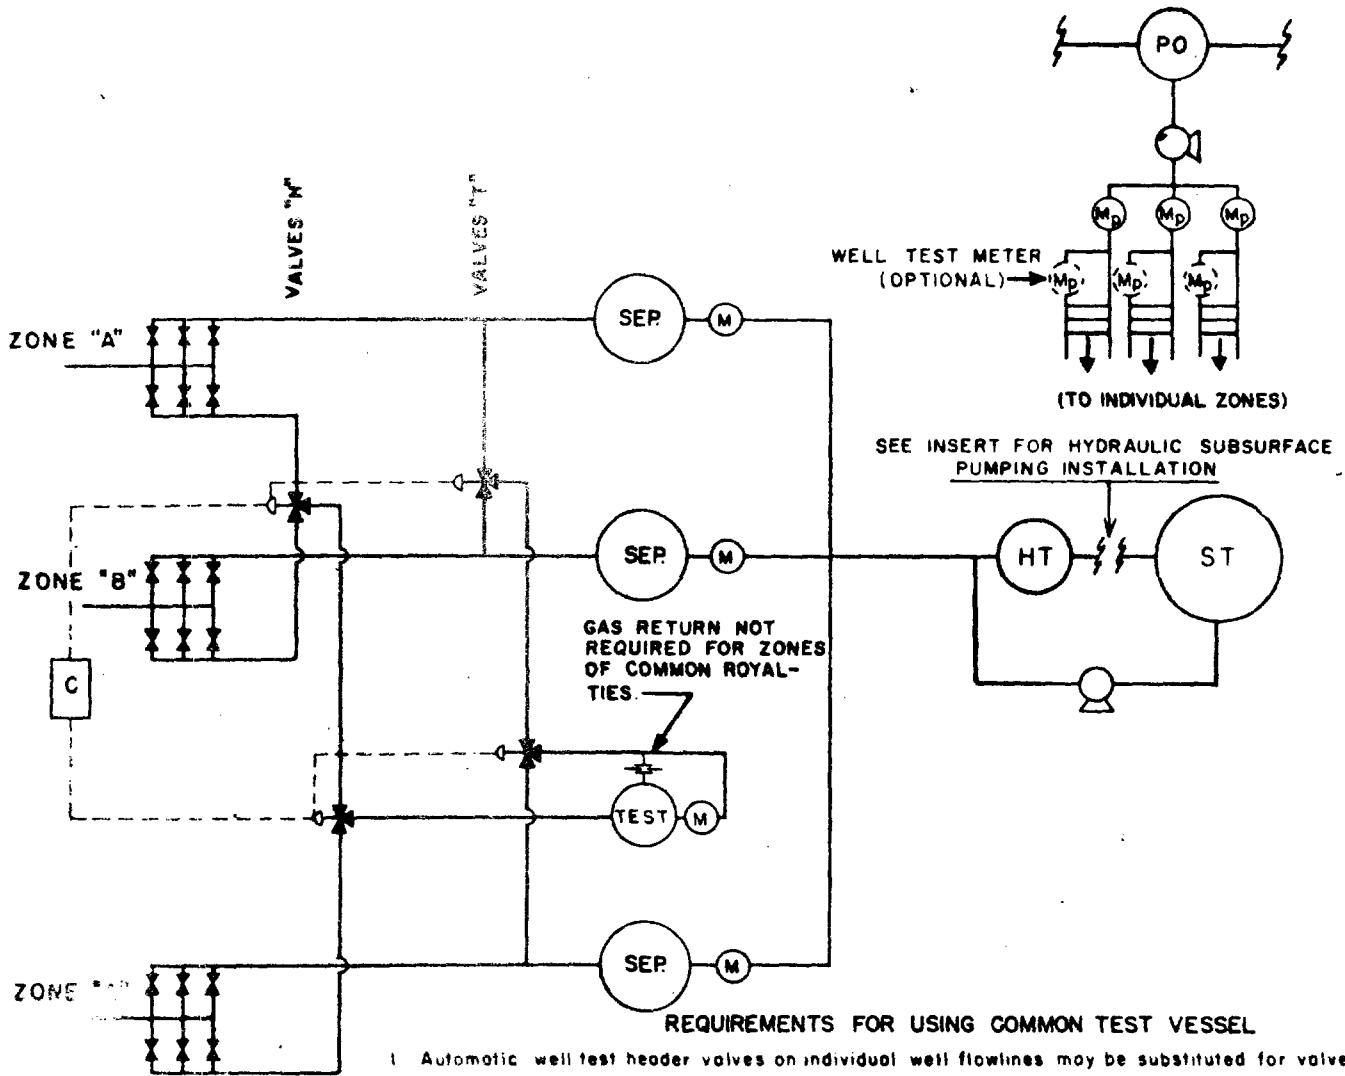 PO
Mp Mp Mp
WELL TEST METER
(OPTIONAL)
Mp Mp Mp
(TO INDIVIDUAL ZONES)
VALVES "M"
VALVES "T"
ZONE "A"
SEP.
M
SEE INSERT FOR HYDRAULIC SUBSURFACE
PUMPING INSTALLATION
ZONE "B"
SEP.
M
HT
ST
C
GAS RETURN NOT
REQUIRED FOR ZONES
OF COMMON ROYAL-
TIES.
TEST
M
ZONE
SEP.
M
REQUIREMENTS FOR USING COMMON TEST VESSEL
1 Automatic well test header valves on individual well flowlines may be substituted for valve